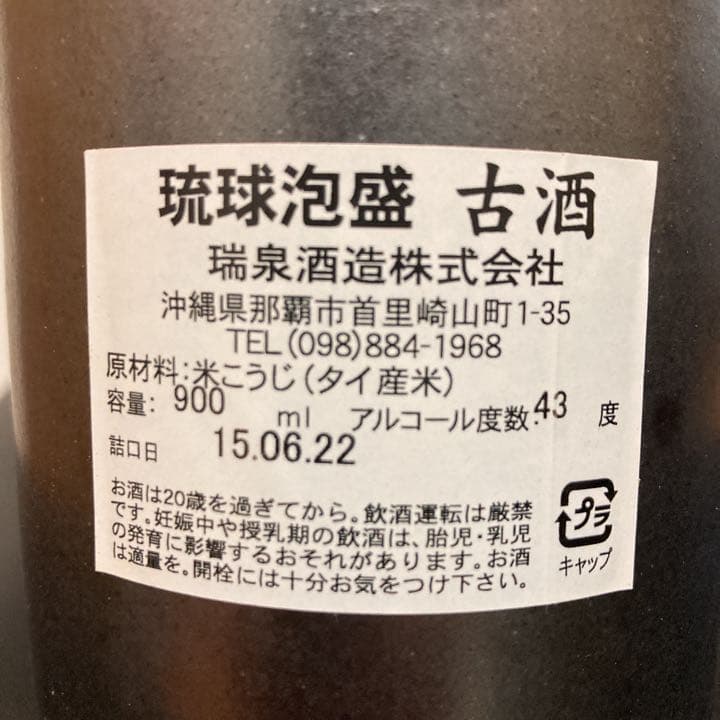 琉球泡盛 古酒
瑞泉酒造株式会社
沖縄県那覇市首里崎山町1-35
TEL(098)884-1968
原材料:米こうじ(タイ産米)
容量: 900 ml アルコール度数:43 度
詰口日 15.06.22
お酒は20歳を過ぎてから。飲酒運転は厳禁
です。妊娠中や授乳期の飲酒は、胎児・乳児
の発育に影響するおそれがあります。お酒
は適量を。開栓には十分お気をつけ下さい。
プラ
キャップ